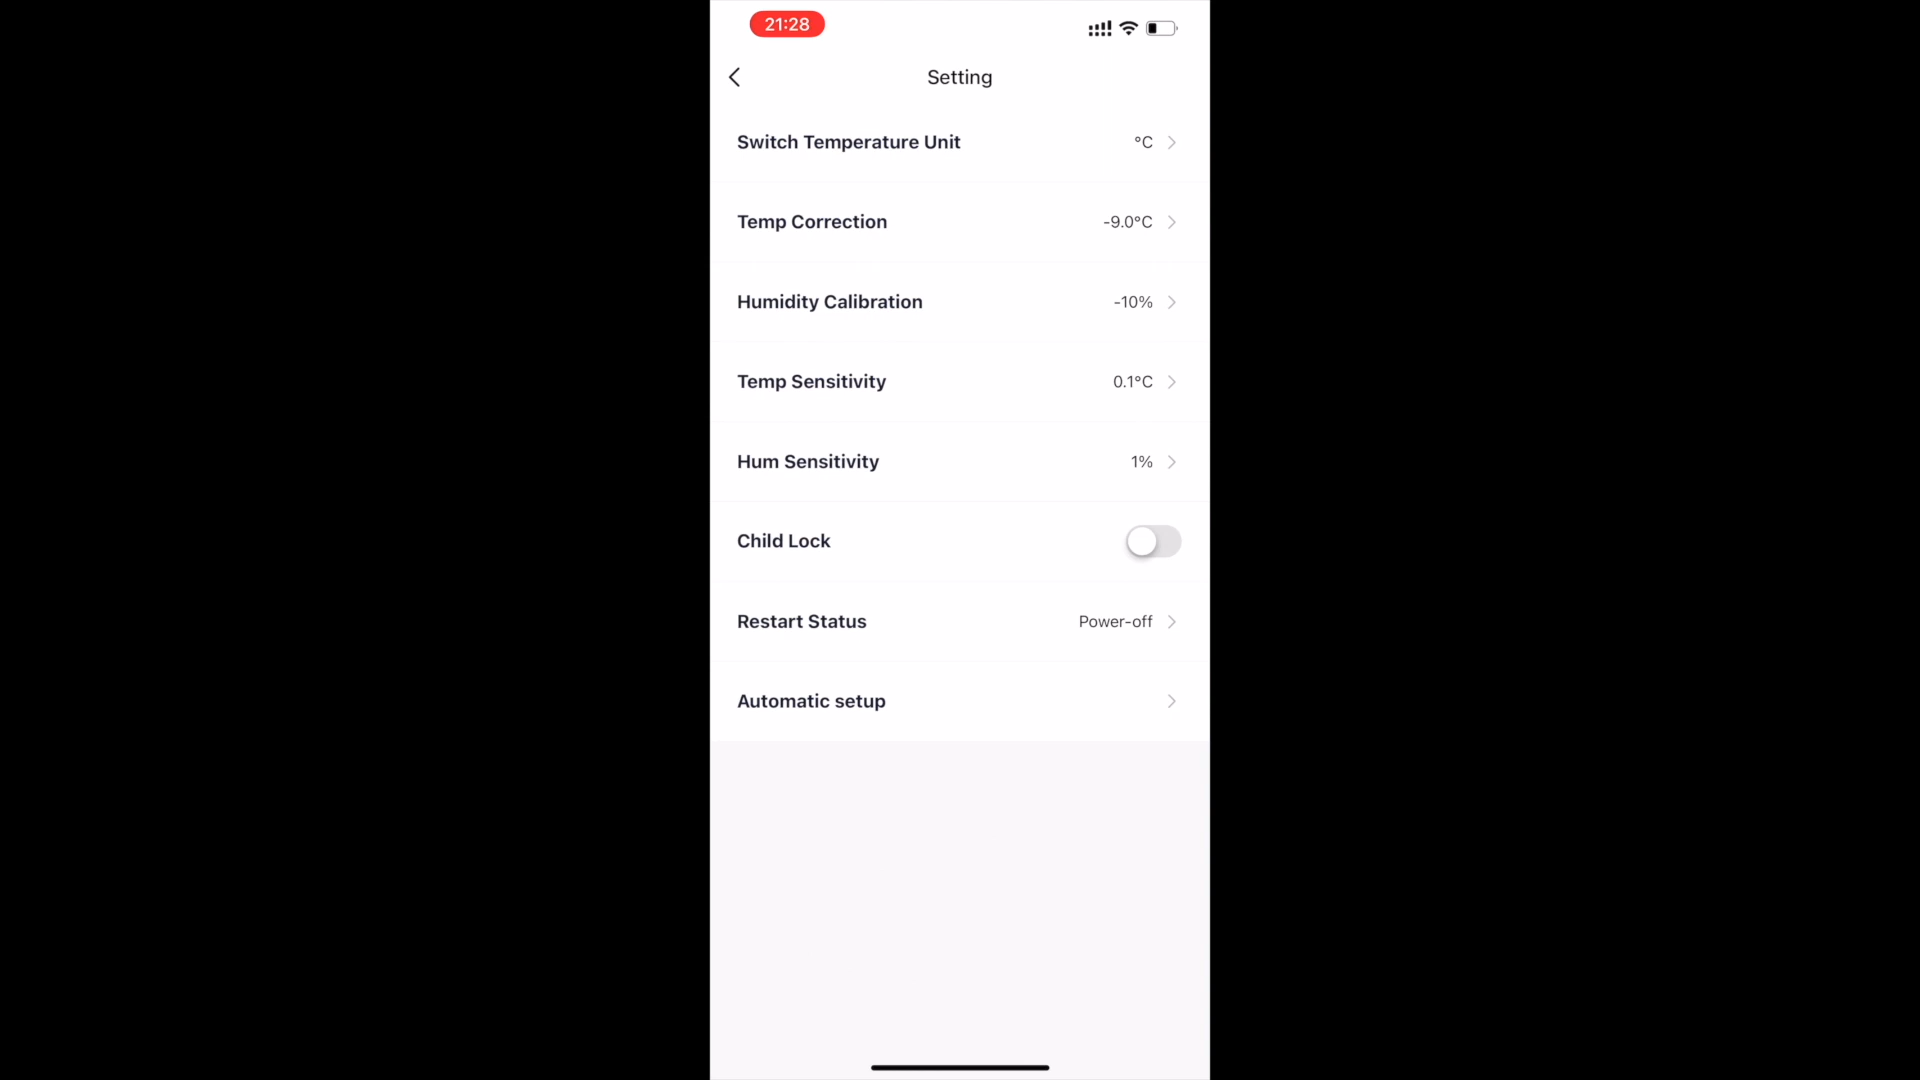 21:28
Setting
Switch Temperature Unit °C
Temp Correction -9.0°C
Humidity Calibration -10%
Temp Sensitivity 0.1°C
Hum Sensitivity 1%
Child Lock
Restart Status Power-off
Automatic setup